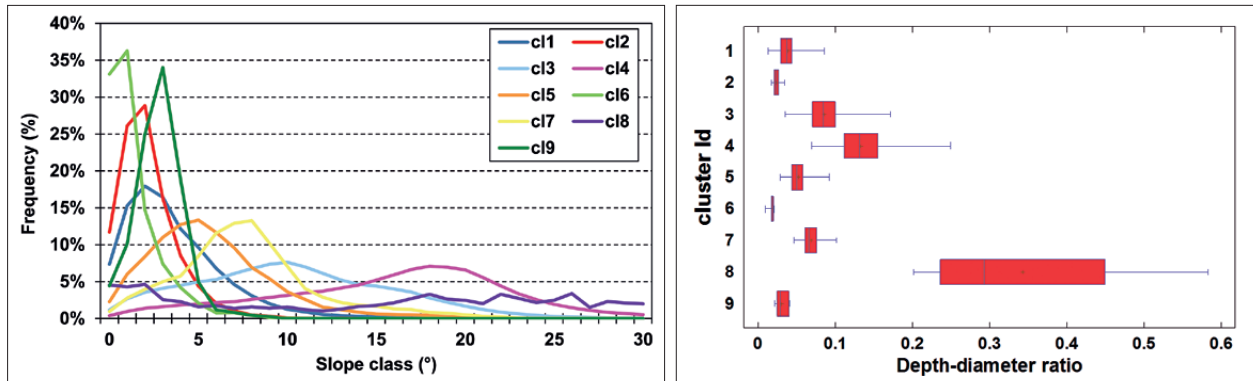 40%
35%
30%
25%
20%
15%
10%
5%
0%
Frequency (%)
cl1 cl2
cl3 cl4
cl5 cl6
cl7 cl8
cl9
0 5 10 15 20 25 30
Slope class (°)
cluster Id
1
2
3
4
5
6
7
8
9
0 0.1 0.2 0.3 0.4 0.5 0.6
Depth-diameter ratio